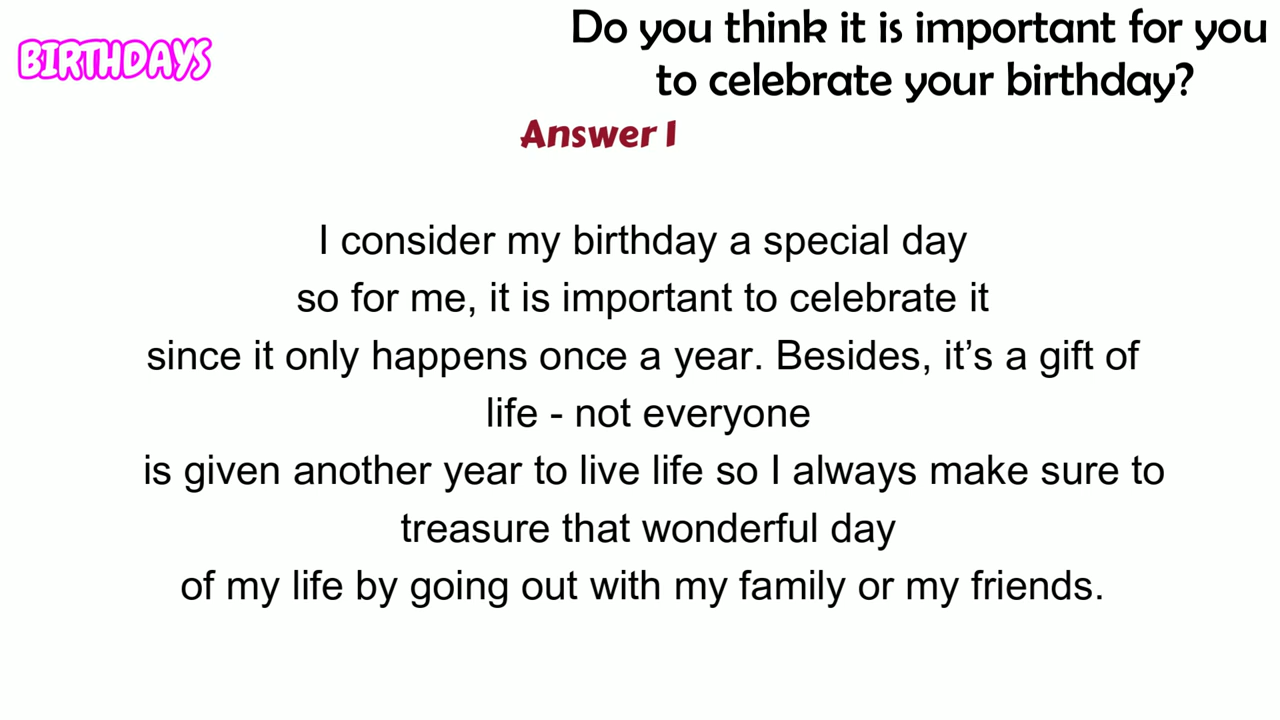 BIRTHDAYS
Do you think it is important for you
to celebrate your birthday?
Answer 1
I consider my birthday a special day
so for me, it is important to celebrate it
since it only happens once a year. Besides, it’s a gift of
life - not everyone
is given another year to live life so I always make sure to
treasure that wonderful day
of my life by going out with my family or my friends.